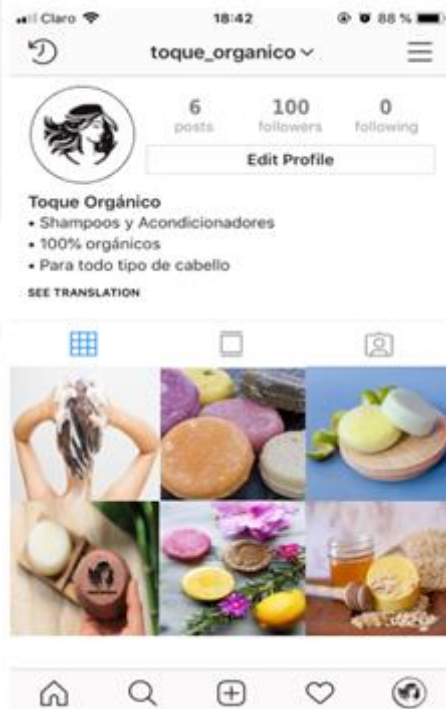 Claro 18:42 88 %
toque_organico
6 100 0
posts followers following
Edit Profile
Toque Orgánico
• Shampoos y Acondicionadores
• 100% orgánicos
• Para todo tipo de cabello
SEE TRANSLATION